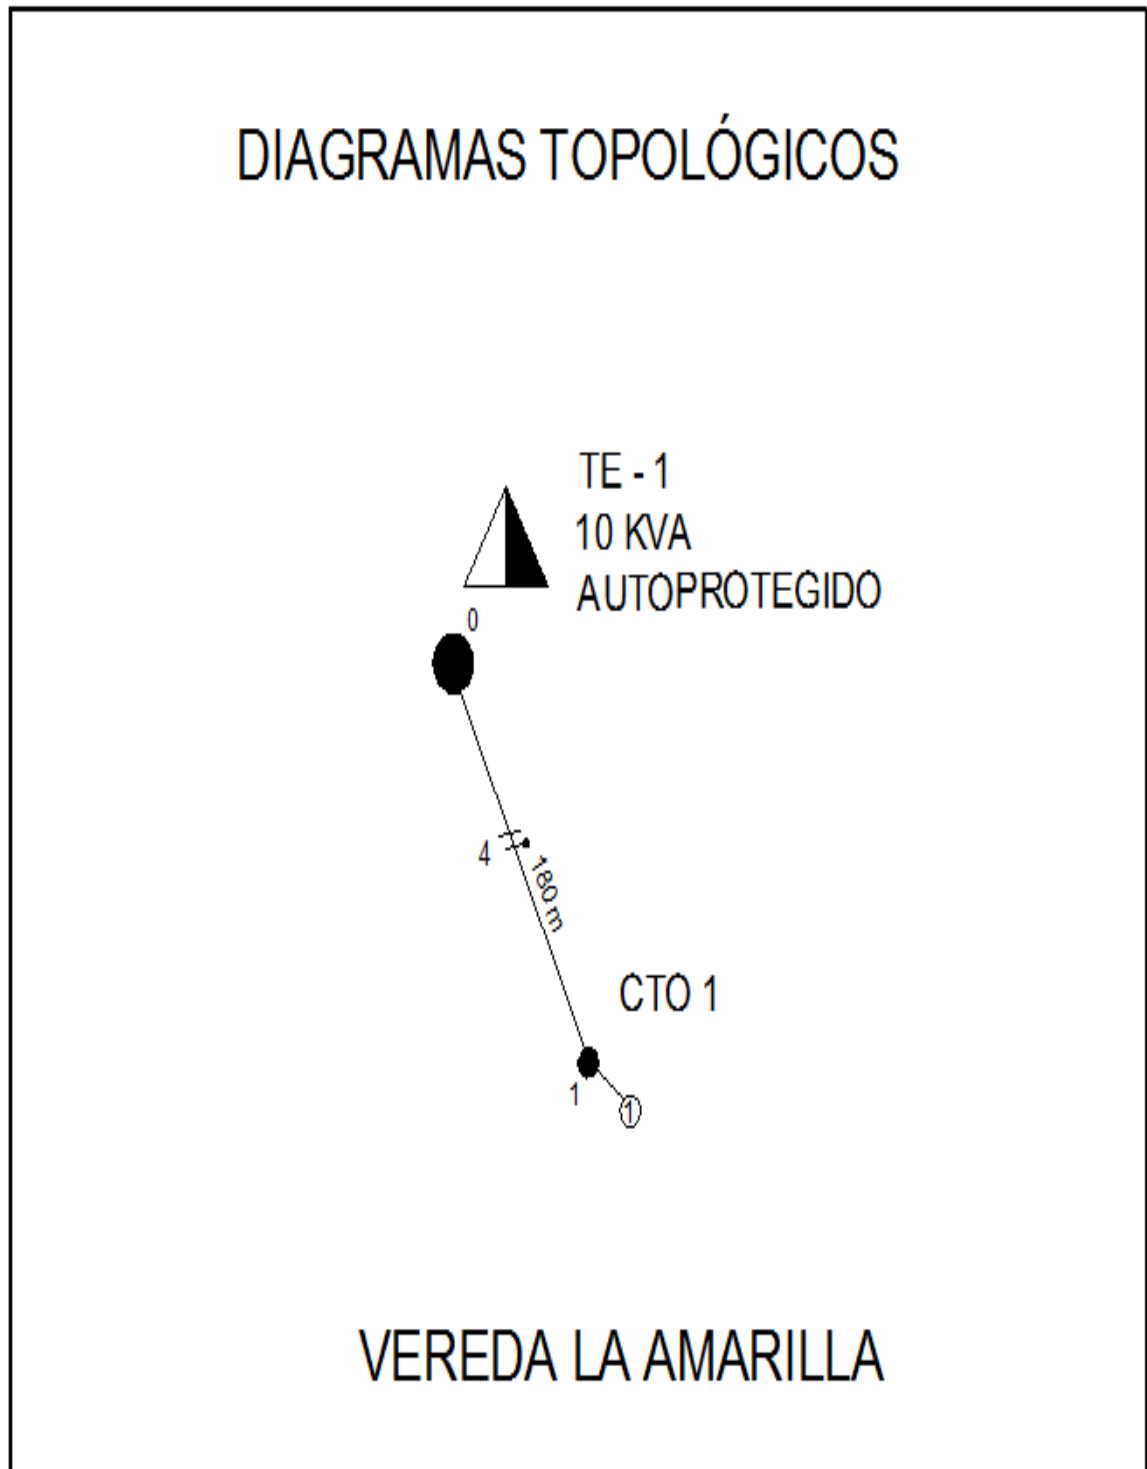 DIAGRAMAS TOPOLÓGICOS
TE - 1
10 KVA
AUTOPROTEGIDO
0
4
180 m
CTO 1
1
1
VEREDA LA AMARILLA